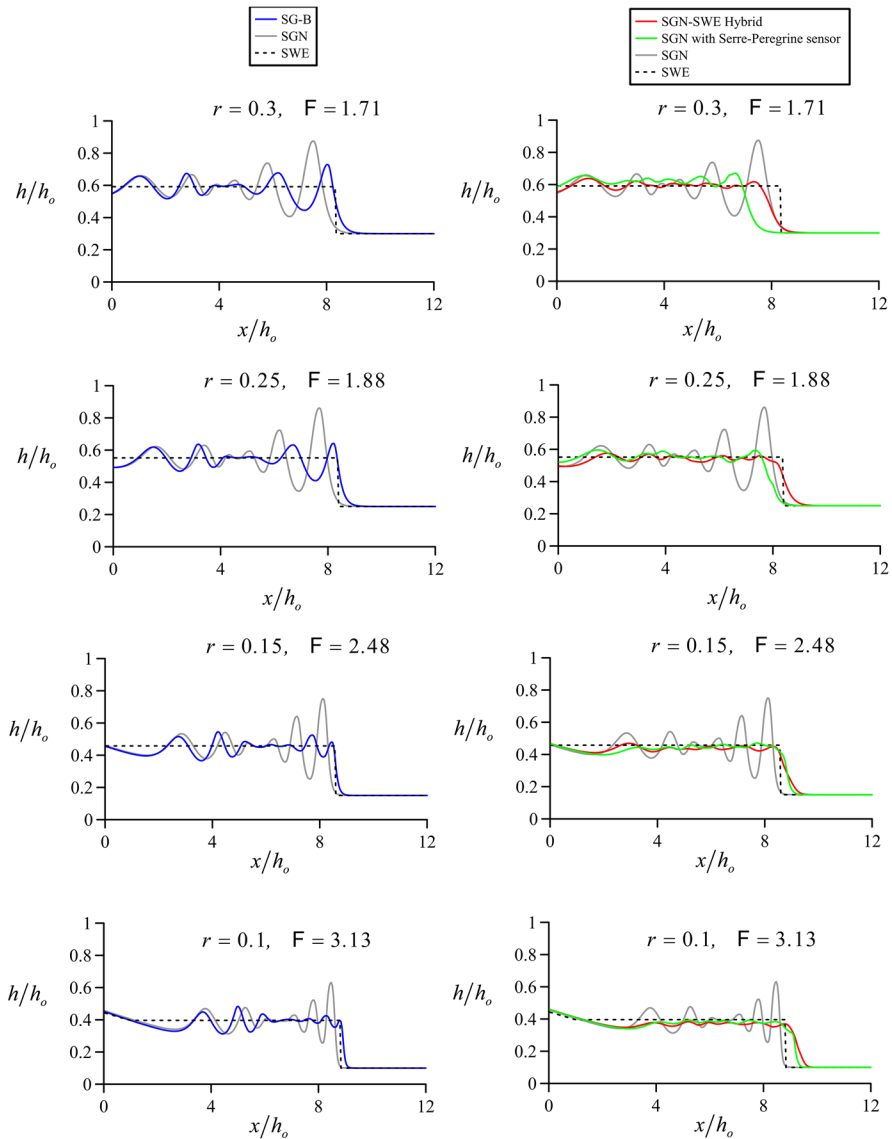 SG-B
SGN
SWE
SGN-SWE Hybrid
SGN with Serre-Peregrine sensor
SGN
SWE
r = 0.3, F = 1.71
1
0.8
0.6
0.4
0.2
0
h/hₒ
0 4 8 12
x/hₒ
r = 0.3, F = 1.71
1
0.8
0.6
0.4
0.2
0
h/hₒ
0 4 8 12
x/hₒ
r = 0.25, F = 1.88
1
0.8
0.6
0.4
0.2
0
h/hₒ
0 4 8 12
x/hₒ
r = 0.25, F = 1.88
1
0.8
0.6
0.4
0.2
0
h/hₒ
0 4 8 12
x/hₒ
r = 0.15, F = 2.48
1
0.8
0.6
0.4
0.2
0
h/hₒ
0 4 8 12
x/hₒ
r = 0.15, F = 2.48
1
0.8
0.6
0.4
0.2
0
h/hₒ
0 4 8 12
x/hₒ
r = 0.1, F = 3.13
1
0.8
0.6
0.4
0.2
0
h/hₒ
0 4 8 12
x/hₒ
r = 0.1, F = 3.13
1
0.8
0.6
0.4
0.2
0
h/hₒ
0 4 8 12
x/hₒ